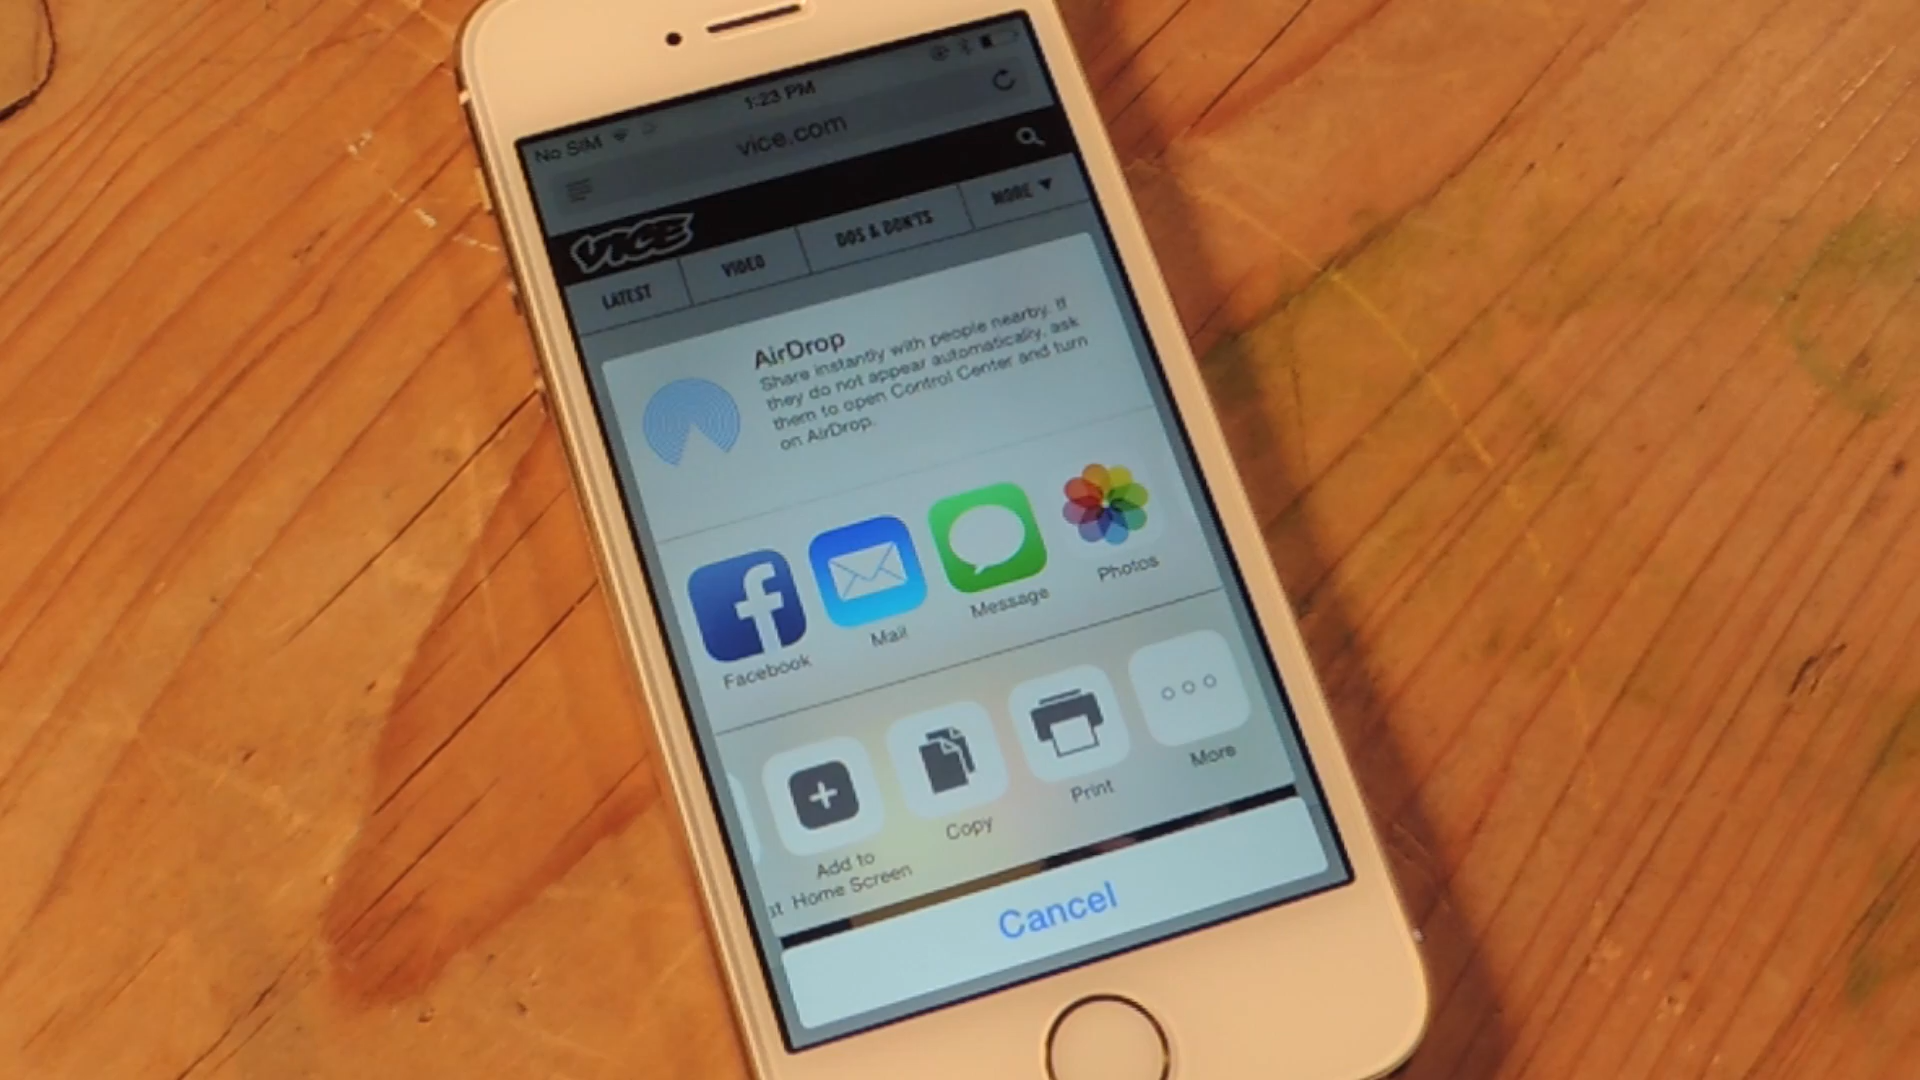 No SIM
1:23 PM
vice.com
VICE
LATEST
VIDEO
DOS & DON'TS
MORE ▼
AirDrop
Share instantly with people nearby. If
they do not appear automatically, ask
them to open Control Center and turn
on AirDrop.
Facebook
Mail
Message
Photos
st
Add to
Home Screen
Copy
Print
More
Cancel